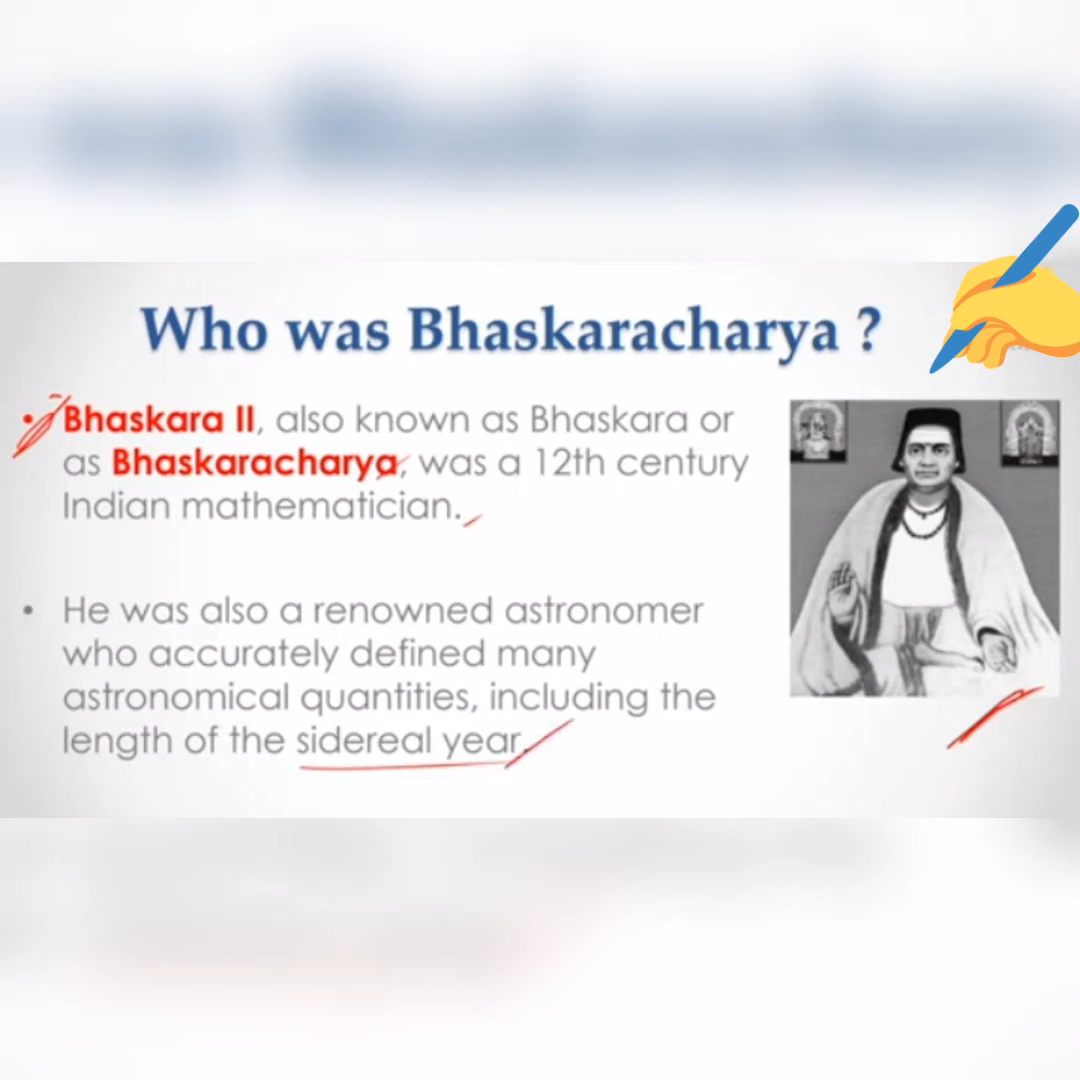 Who was Bhaskaracharya ?
• Bhaskara II, also known as Bhaskara or
as Bhaskaracharya, was a 12th century
Indian mathematician.
• He was also a renowned astronomer
who accurately defined many
astronomical quantities, including the
length of the sidereal year.